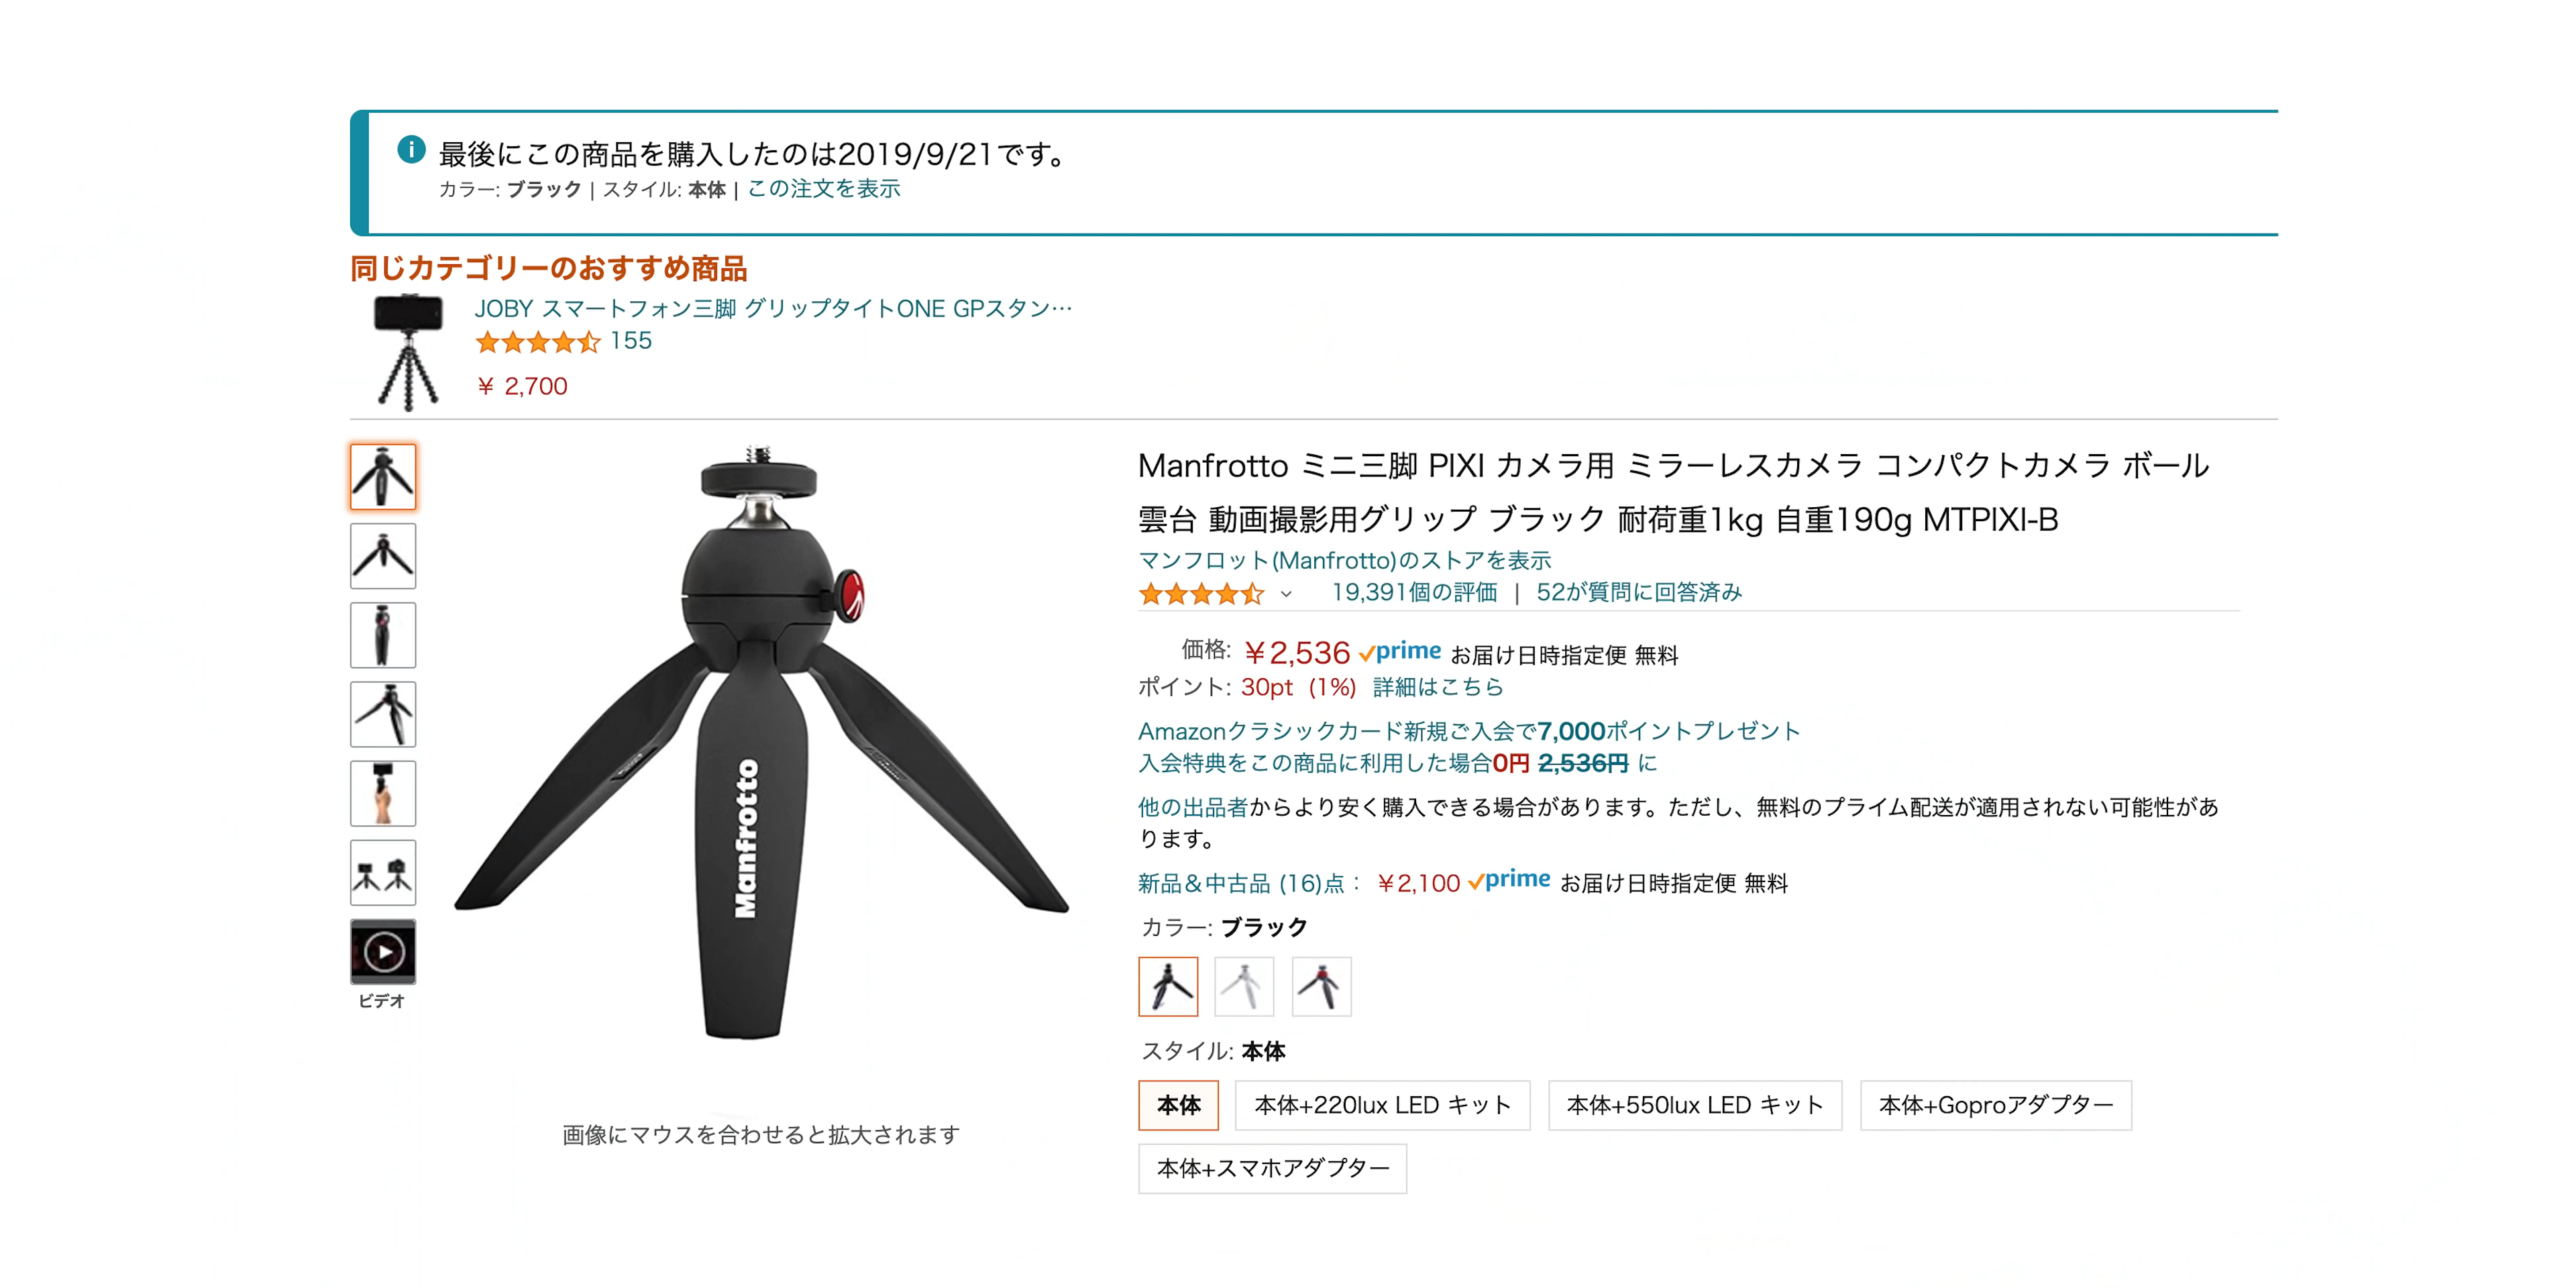 最後にこの商品を購入したのは2019/9/21です。
カラー: ブラック | スタイル: 本体 | この注文を表示
同じカテゴリーのおすすめ商品
JOBY スマートフォン三脚 グリップタイトONE GPスタン…
155
¥ 2,700
Manfrotto ミニ三脚 PIXI カメラ用 ミラーレスカメラ コンパクトカメラ ボール
雲台 動画撮影用グリップ ブラック 耐荷重1kg 自重190g MTPIXI-B
マンフロット(Manfrotto)のストアを表示
19,391個の評価 | 52が質問に回答済み
価格: ￥2,536 prime お届け日時指定便 無料
ポイント: 30pt (1%) 詳細はこちら
Amazonクラシックカード新規ご入会で7,000ポイントプレゼント
入会特典をこの商品に利用した場合0円 2,536円 に
他の出品者からより安く購入できる場合があります。ただし、無料のプライム配送が適用されない可能性があ
ります。
新品＆中古品 (16)点： ￥2,100 prime お届け日時指定便 無料
カラー: ブラック
スタイル: 本体
本体 本体+220lux LED キット 本体+550lux LED キット 本体+Goproアダプター
本体+スマホアダプター
Manfrotto
ビデオ
画像にマウスを合わせると拡大されます